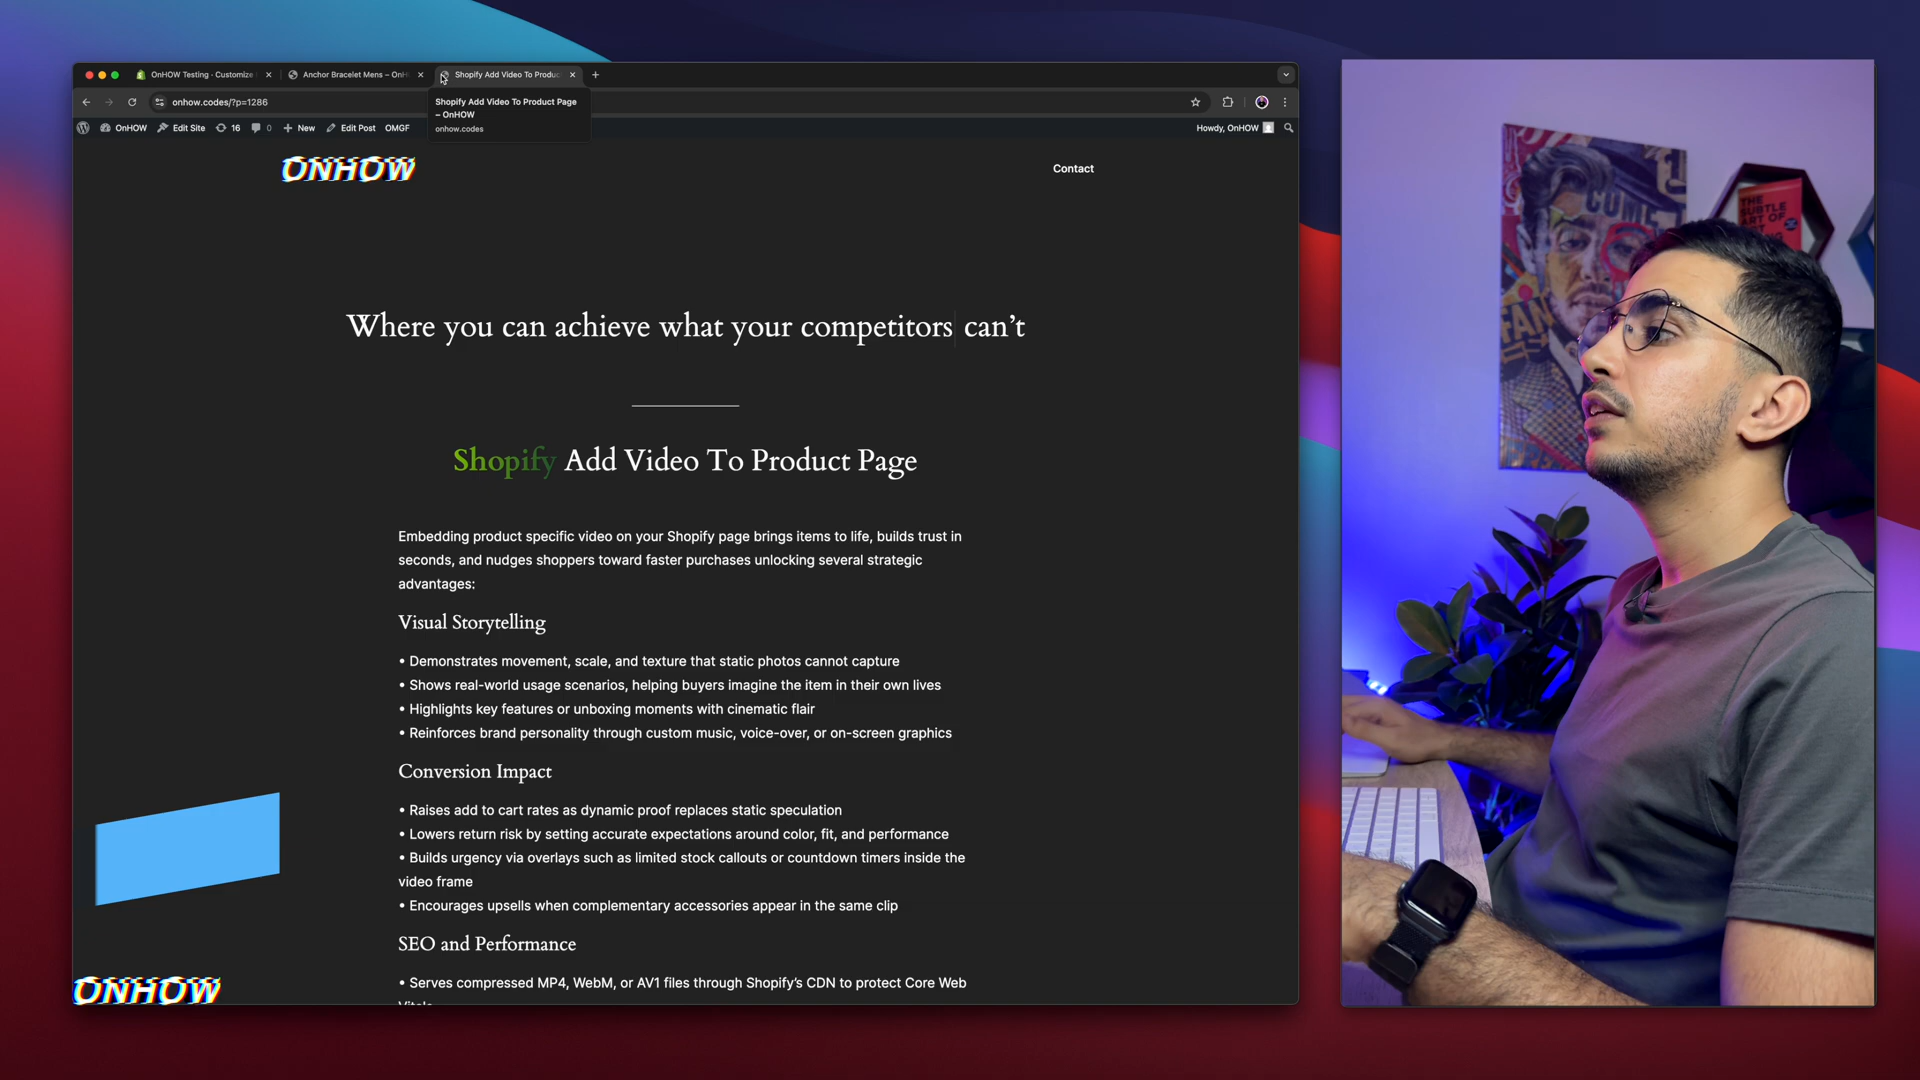 OnHOW Testing - Customize
Anchor Bracelet Mens – OnH
Shopify Add Video To Produc
onhow.codes/?p=1286
Shopify Add Video To Product Page
– OnHOW
onhow.codes
OnHOW
Edit Site
16
0
New
Edit Post
OMGF
Howdy, OnHOW
ONHOW
Contact
Where you can achieve what your competitors can’t
Shopify Add Video To Product Page
Embedding product specific video on your Shopify page brings items to life, builds trust in
seconds, and nudges shoppers toward faster purchases unlocking several strategic
advantages:
Visual Storytelling
• Demonstrates movement, scale, and texture that static photos cannot capture
• Shows real-world usage scenarios, helping buyers imagine the item in their own lives
• Highlights key features or unboxing moments with cinematic flair
• Reinforces brand personality through custom music, voice-over, or on-screen graphics
Conversion Impact
• Raises add to cart rates as dynamic proof replaces static speculation
• Lowers return risk by setting accurate expectations around color, fit, and performance
• Builds urgency via overlays such as limited stock callouts or countdown timers inside the
video frame
• Encourages upsells when complementary accessories appear in the same clip
SEO and Performance
• Serves compressed MP4, WebM, or AV1 files through Shopify’s CDN to protect Core Web
ONHOW
COME
FAN
THE
SUBTLE
ART OF